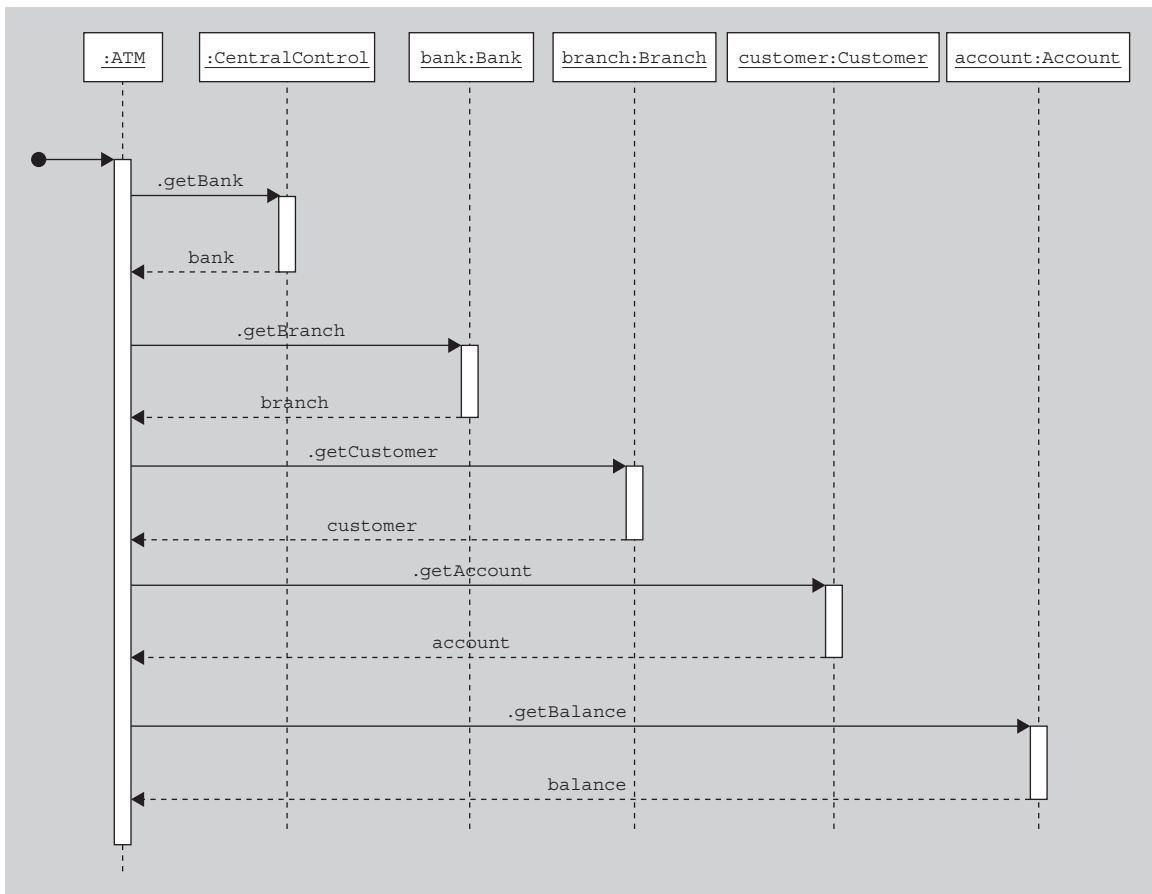 :ATM
:CentralControl
bank:Bank
branch:Branch
customer:Customer
account:Account
.getBank
bank
.getBranch
branch
.getCustomer
customer
.getAccount
account
.getBalance
balance